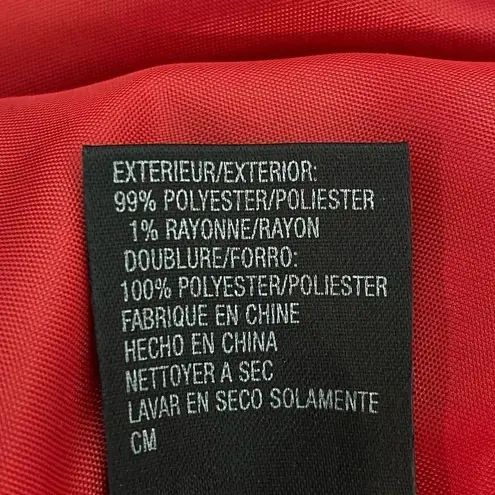 EXTERIEUR/EXTERIOR:
99% POLYESTER/POLIESTER
1% RAYONNE/RAYON
DOUBLURE/FORRO:
100% POLYESTER/POLIESTER
FABRIQUE EN CHINE
HECHO EN CHINA
NETTOYER A SEC
LAVAR EN SECO SOLAMENTE
CM